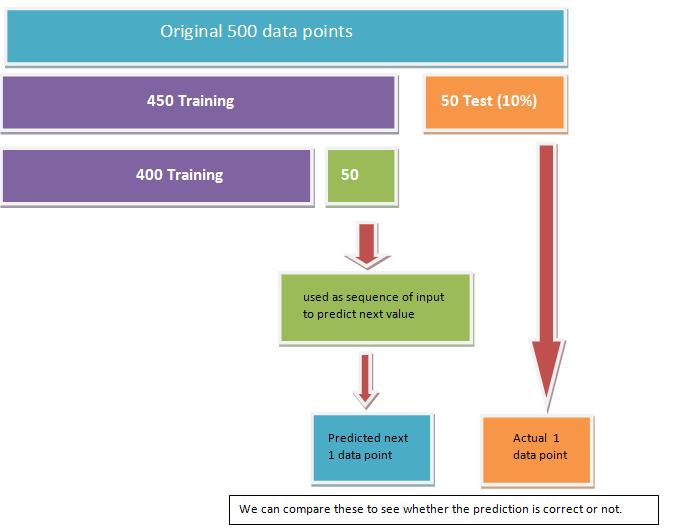 Original 500 data points
450 Training
50 Test (10%)
400 Training
50
used as sequence of input
to predict next value
Predicted next
1 data point
Actual  1
data point
We can compare these to see whether the prediction is correct or not.